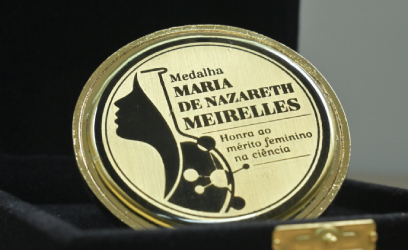 Medalha
MARIA
DE NAZARETH
MEIRELLES
Honra ao
mérito feminino
na ciência